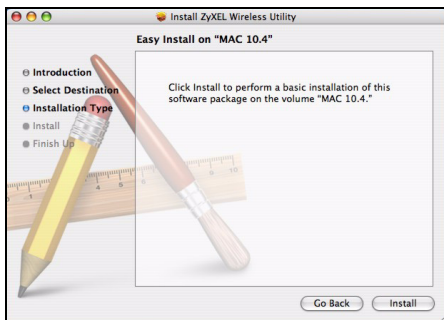 Install ZyXEL Wireless Utility
Easy Install on "MAC 10.4"
Introduction
Select Destination
Installation Type
Install
Finish Up
Click Install to perform a basic installation of this
software package on the volume "MAC 10.4."
Go Back
Install